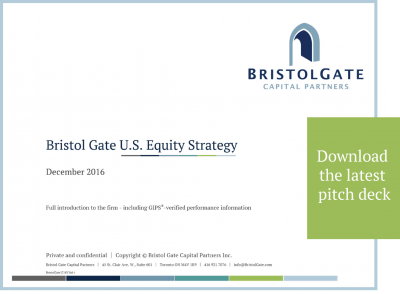 BRISTOLGATE
CAPITAL PARTNERS
Bristol Gate U.S. Equity Strategy
December 2016
Download
the latest
pitch deck
Full introduction to the firm - including GIPS® verified performance information
Private and confidential | Copyright © Bristol Gate Capital Partners Inc.
Bristol Gate Capital Partners | 45 St. Clair Ave. W., Suite 601 | Toronto ON M4V 1K9 | 416 921 7076 | info@BristolGate.com